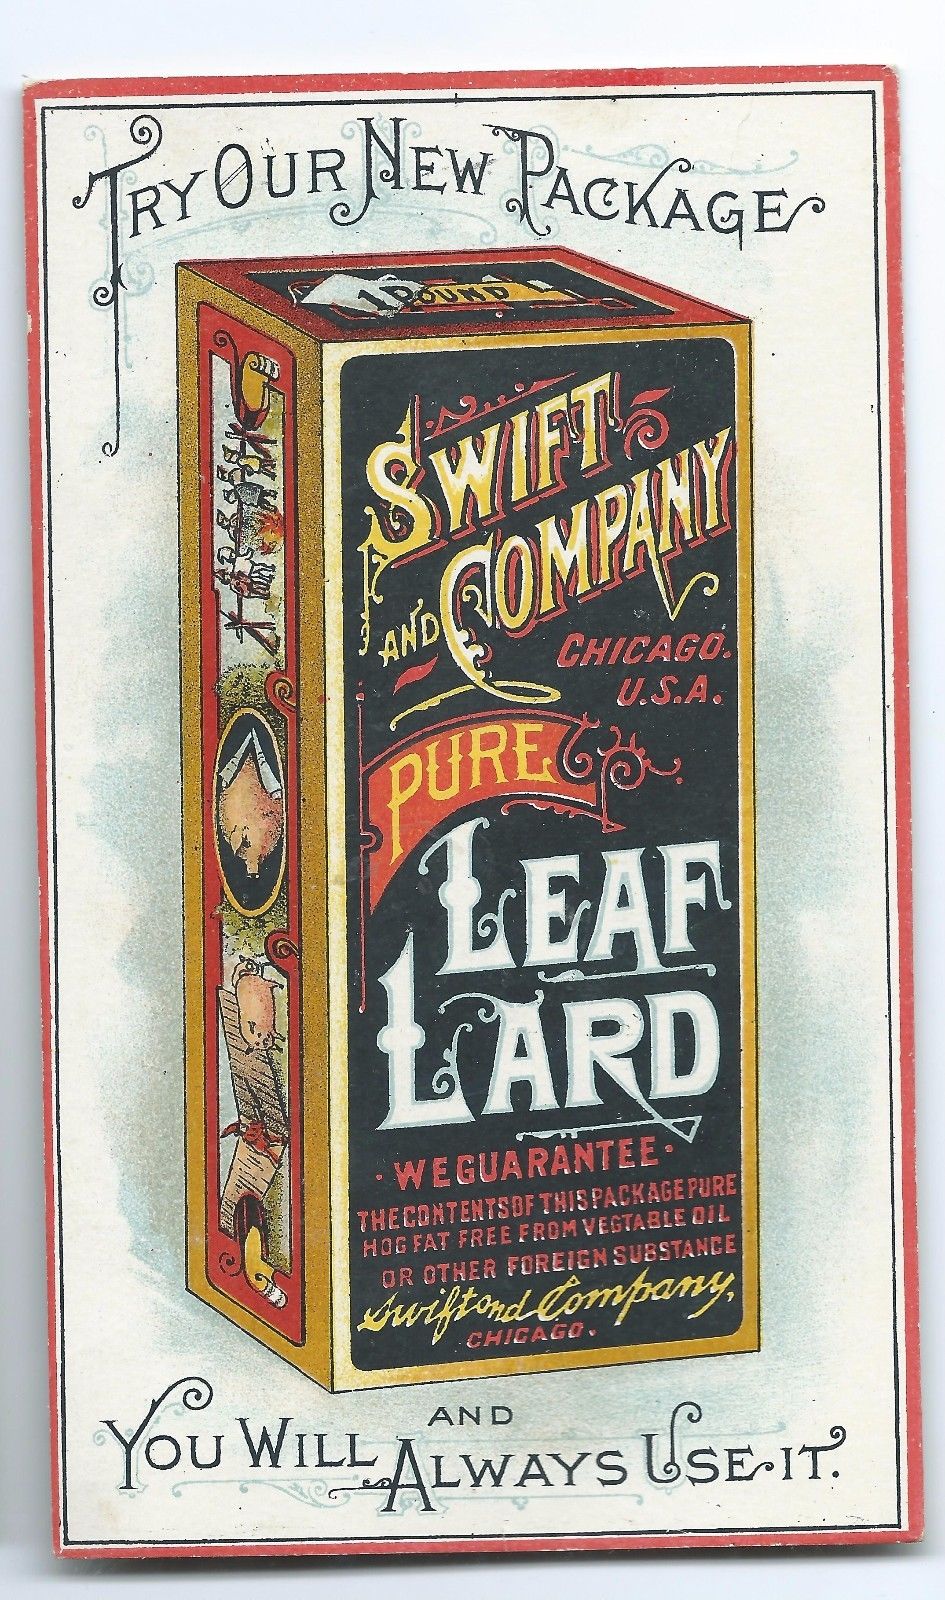 TRY OUR NEW PACKAGE
1 POUND
SWIFT
AND COMPANY
CHICAGO.
U.S.A.
PURE
LEAF
LARD
· WE GUARANTEE ·
THE CONTENTS OF THIS PACKAGE PURE
HOG FAT FREE FROM VEGTABLE OIL
OR OTHER FOREIGN SUBSTANCE
Swift and Company,
CHICAGO.
AND
YOU WILL ALWAYS USE IT.